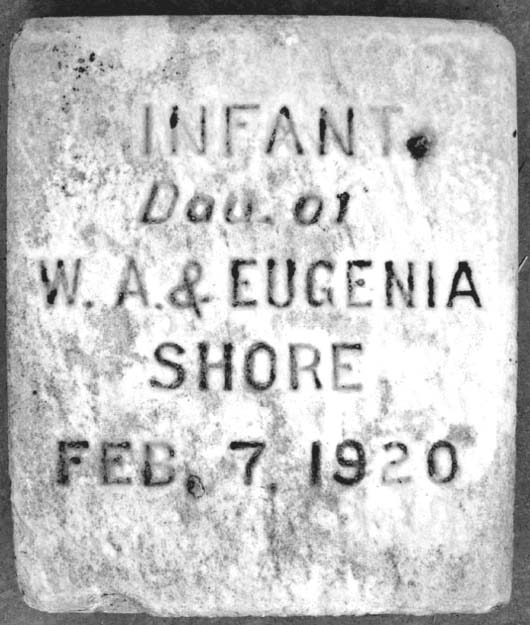 INFANT.
Dau. of
W. A. & EUGENIA
SHORE
FEB. 7, 1920